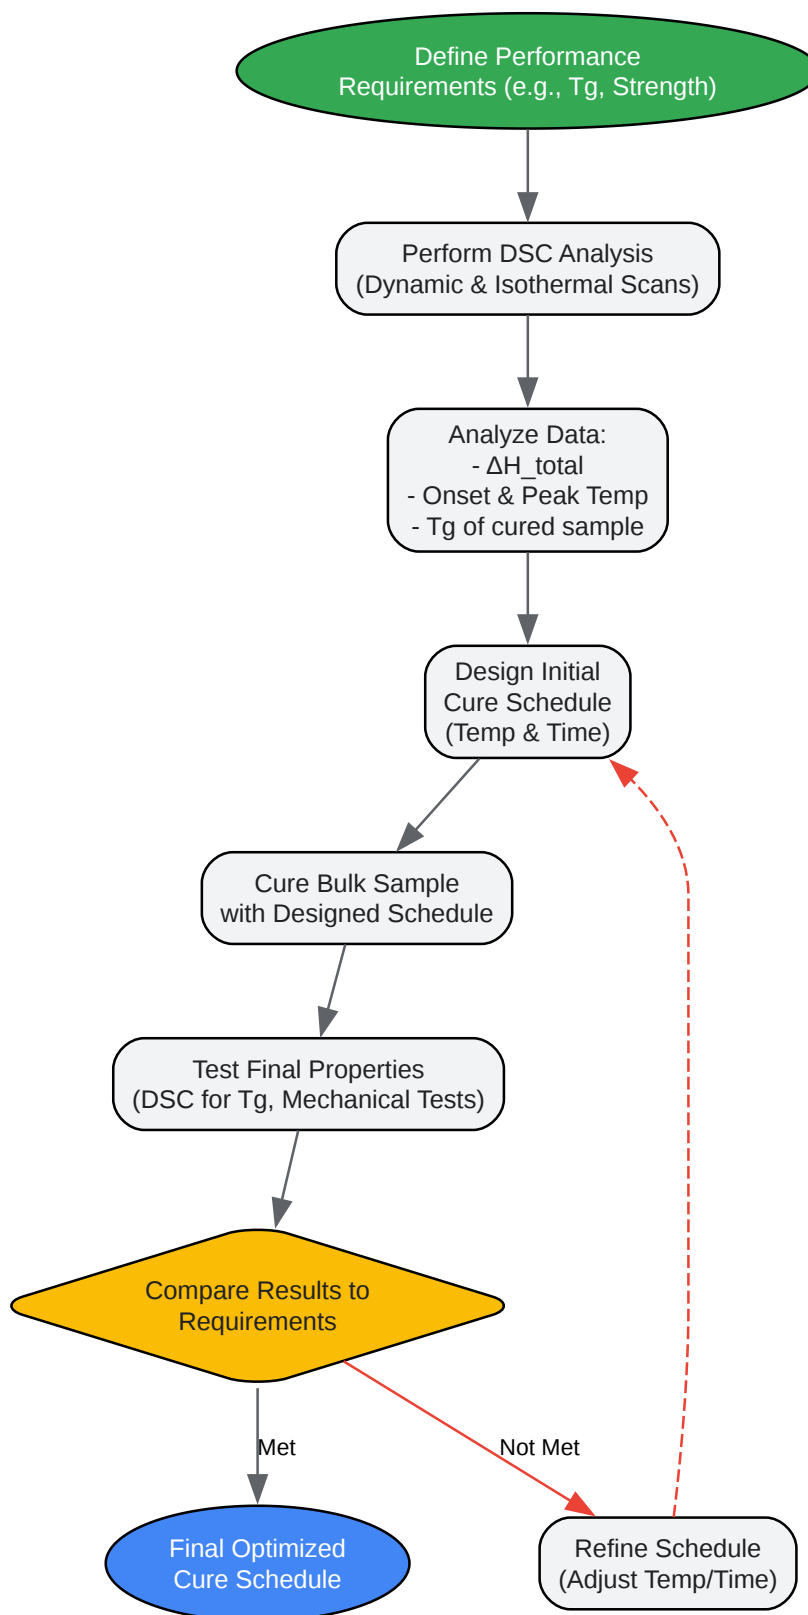 Define Performance
Requirements (e.g., Tg, Strength)
Perform DSC Analysis
(Dynamic & Isothermal Scans)
Analyze Data:
- ΔH_total
- Onset & Peak Temp
- Tg of cured sample
Design Initial
Cure Schedule
(Temp & Time)
Cure Bulk Sample
with Designed Schedule
Test Final Properties
(DSC for Tg, Mechanical Tests)
Compare Results to
Requirements
Met
Not Met
Final Optimized
Cure Schedule
Refine Schedule
(Adjust Temp/Time)